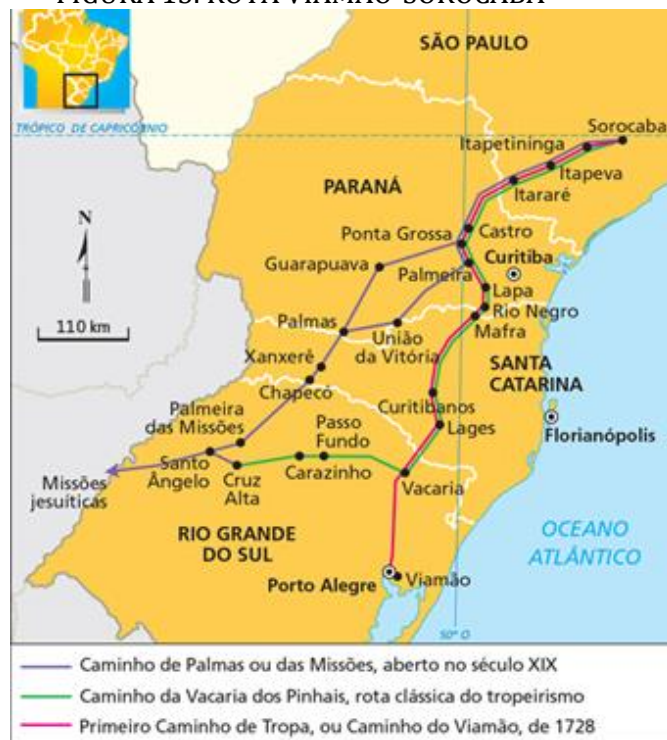 FIGURA 15: ROTA VIAMÃO-SOROCABA
SÃO PAULO
TRÓPICO DE CAPRICÓRNIO
Sorocaba
Itapetininga
Itapeva
Itararé
PARANÁ
N
Castro
Ponta Grossa
Curitiba
Guarapuava
Palmeira
Lapa
Rio Negro
110 km
Palmas
Mafra
União
da Vitória
Xanxerê
SANTA
CATARINA
Chapecó
Curitibanos
Palmeira
das Missões
Passo
Fundo
Lages
Florianópolis
Santo
Ângelo
Cruz
Alta
Carazinho
Vacaria
Missões
jesuíticas
RIO GRANDE
DO SUL
OCEANO
ATLÂNTICO
Porto Alegre
Viamão
50° O
Caminho de Palmas ou das Missões, aberto no século XIX
Caminho da Vacaria dos Pinhais, rota clássica do tropeirismo
Primeiro Caminho de Tropa, ou Caminho do Viamão, de 1728